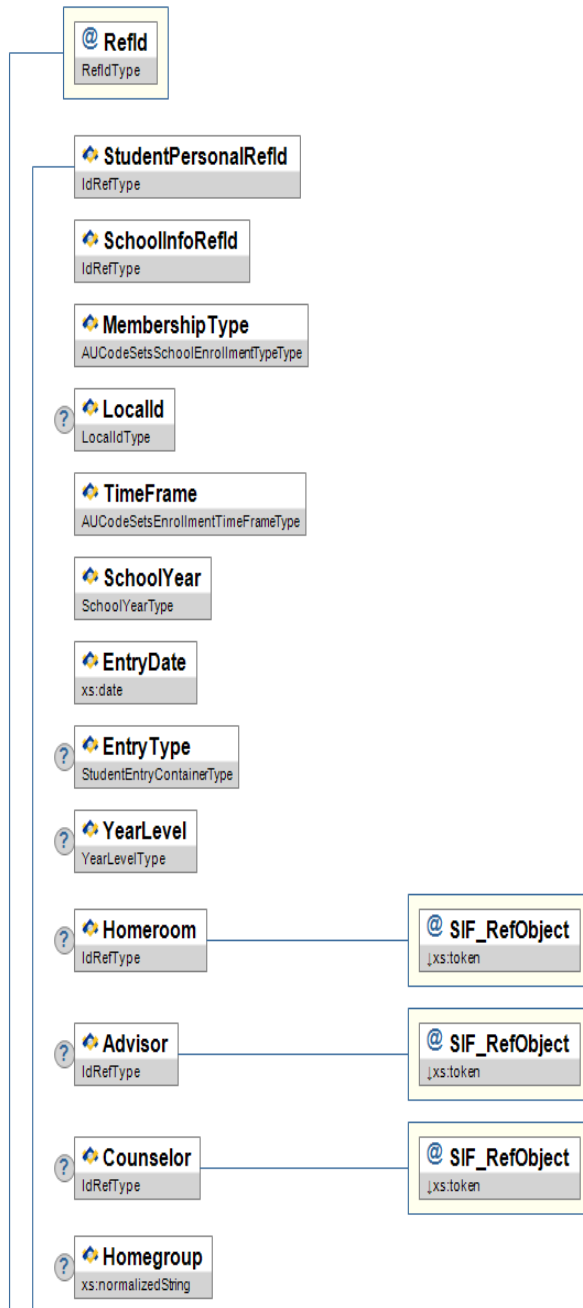 @ RefId
RefIdType
StudentPersonalRefId
IdRefType
SchoolInfoRefId
IdRefType
MembershipType
AUCodeSetsSchoolEnrollmentTypeType
? LocalId
LocalIdType
TimeFrame
AUCodeSetsEnrollmentTimeFrameType
SchoolYear
SchoolYearType
EntryDate
xs:date
? EntryType
StudentEntryContainerType
? YearLevel
YearLevelType
? Homeroom
IdRefType
@ SIF_RefObject
↓xs:token
? Advisor
IdRefType
@ SIF_RefObject
↓xs:token
? Counselor
IdRefType
@ SIF_RefObject
↓xs:token
? Homegroup
xs:normalizedString